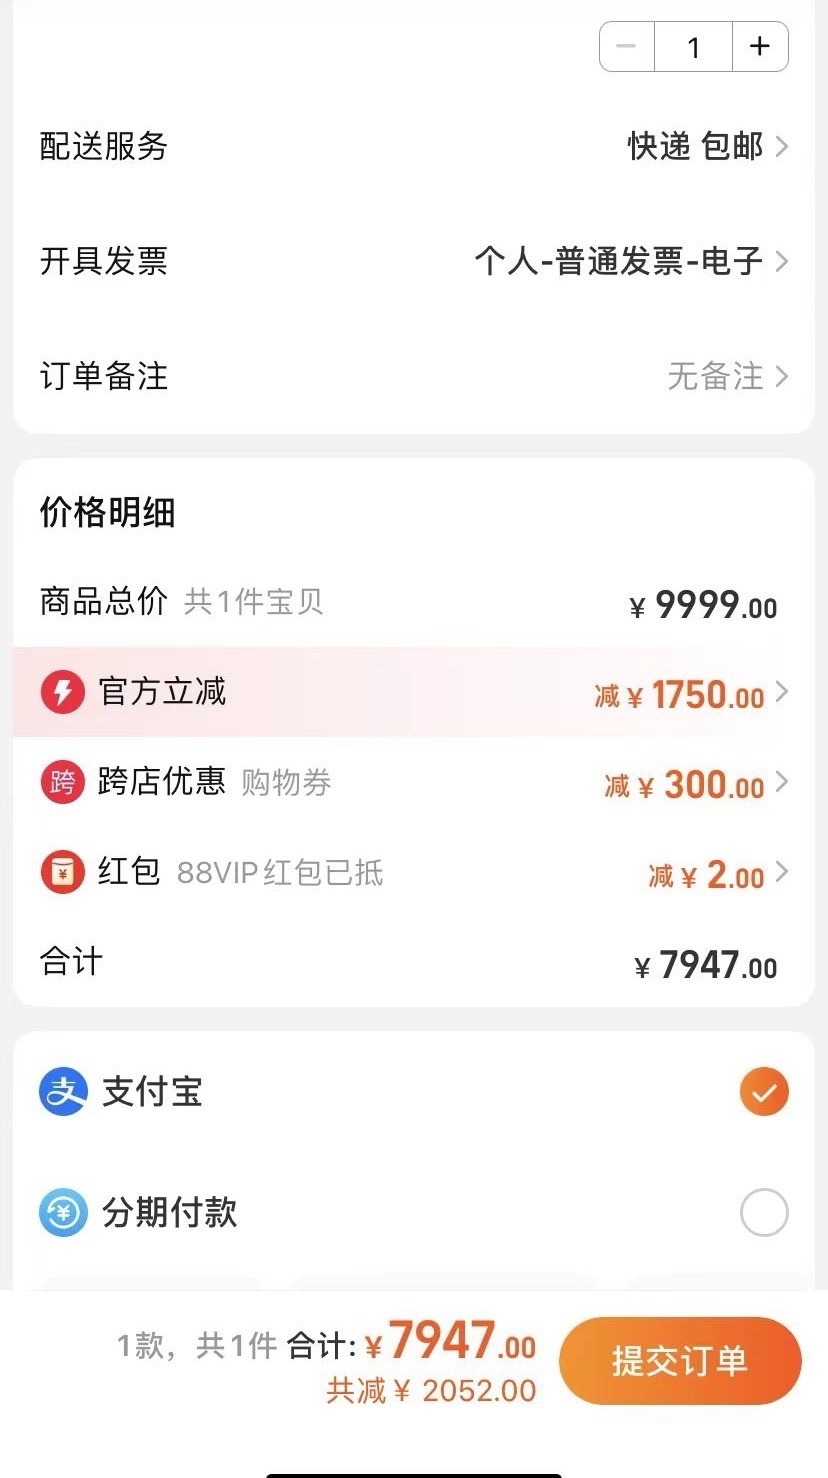 − 1 +
配送服务 快递 包邮 >
开具发票 个人-普通发票-电子 >
订单备注 无备注 >
价格明细
商品总价 共1件宝贝 ¥ 9999.00
官方立减 减 ¥ 1750.00 >
跨 跨店优惠 购物券 减 ¥ 300.00 >
¥ 红包 88VIP红包已抵 减 ¥ 2.00 >
合计 ¥ 7947.00
支 支付宝
¥ 分期付款
1款，共1件 合计: ¥ 7947.00
共减 ¥ 2052.00
提交订单